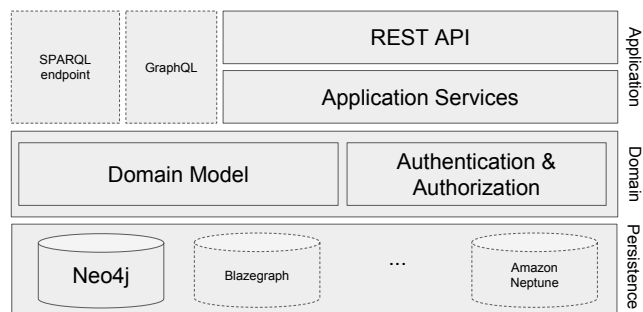 SPARQL
endpoint
GraphQL
REST API
Application Services
Application
Domain Model
Authentication &
Authorization
Domain
Neo4j
Blazegraph
...
Amazon
Neptune
Persistence